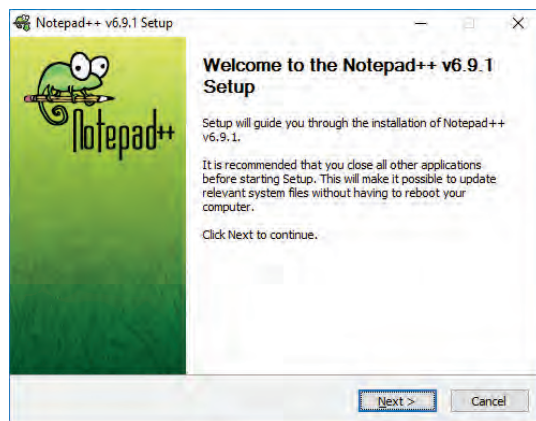 Notepad++ v6.9.1 Setup
Notepad++
Welcome to the Notepad++ v6.9.1
Setup
Setup will guide you through the installation of Notepad++
v6.9.1.
It is recommended that you close all other applications
before starting Setup. This will make it possible to update
relevant system files without having to reboot your
computer.
Click Next to continue.
Next >
Cancel